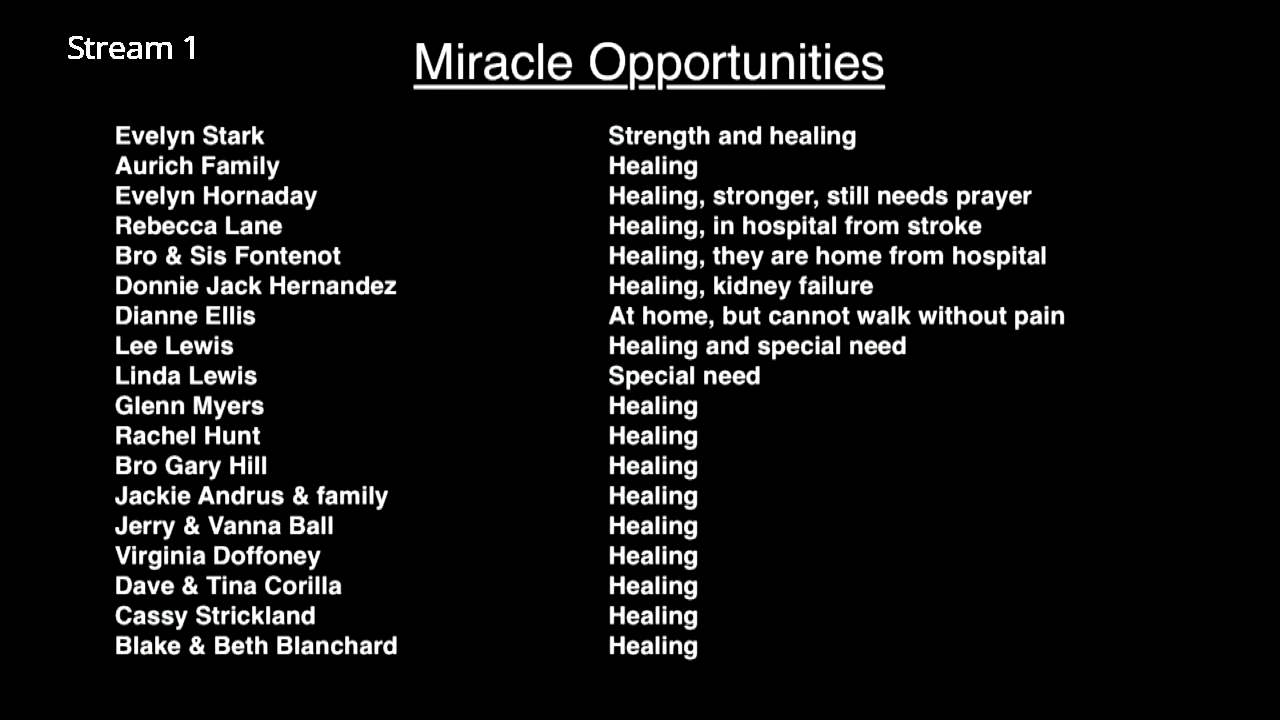 Stream 1
Miracle Opportunities
Evelyn Stark Strength and healing
Aurich Family Healing
Evelyn Hornaday Healing, stronger, still needs prayer
Rebecca Lane Healing, in hospital from stroke
Bro & Sis Fontenot Healing, they are home from hospital
Donnie Jack Hernandez Healing, kidney failure
Dianne Ellis At home, but cannot walk without pain
Lee Lewis Healing and special need
Linda Lewis Special need
Glenn Myers Healing
Rachel Hunt Healing
Bro Gary Hill Healing
Jackie Andrus & family Healing
Jerry & Vanna Ball Healing
Virginia Doffoney Healing
Dave & Tina Corilla Healing
Cassy Strickland Healing
Blake & Beth Blanchard Healing